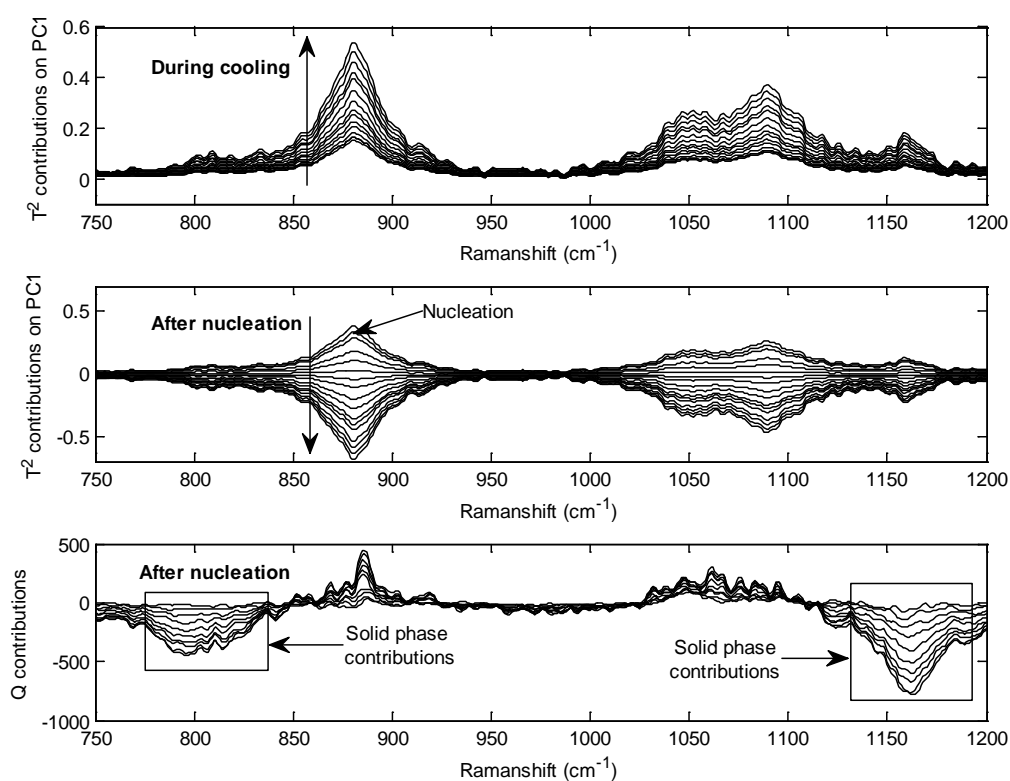 T² contributions on PC1
0.6
0.4
0.2
0
During cooling
750 800 850 900 950 1000 1050 1100 1150 1200
Ramanshift (cm⁻¹)
T² contributions on PC1
0.5
0
-0.5
After nucleation
Nucleation
750 800 850 900 950 1000 1050 1100 1150 1200
Ramanshift (cm⁻¹)
Q contributions
500
0
-500
-1000
After nucleation
Solid phase
contributions
Solid phase
contributions
750 800 850 900 950 1000 1050 1100 1150 1200
Ramanshift (cm⁻¹)